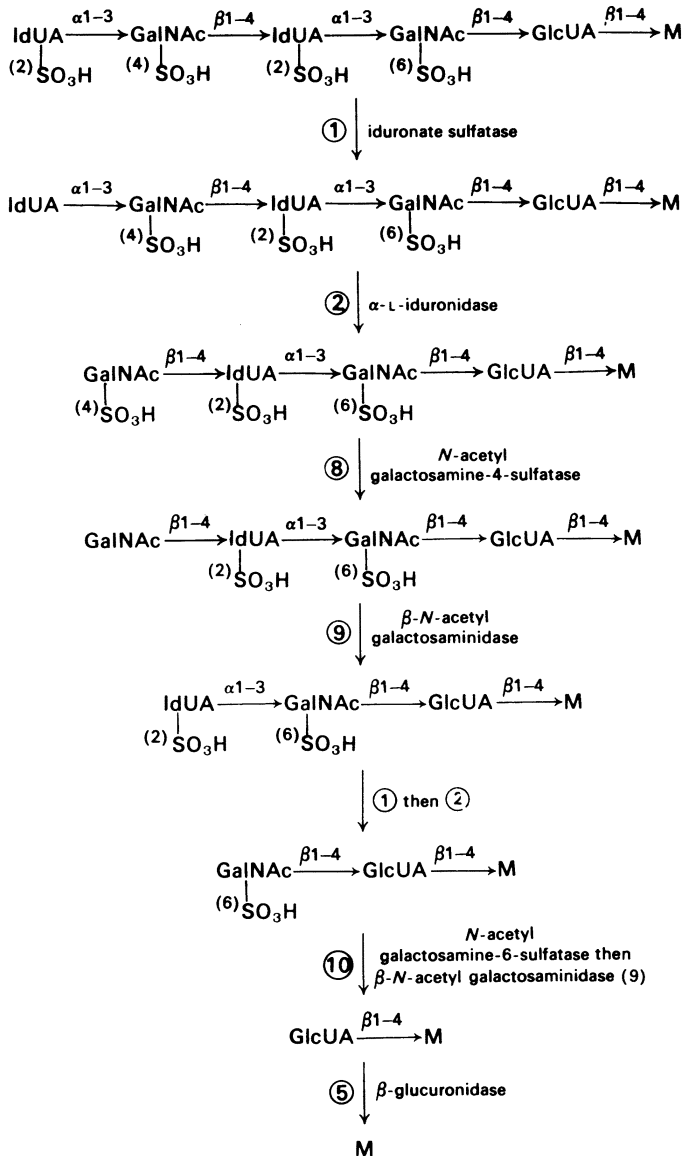 α1–3 β1–4 α1–3 β1–4 β1–4
IdUA GalNAc IdUA GalNAc GlcUA M
(2) SO3H (4) SO3H (2) SO3H (6) SO3H
① iduronate sulfatase
α1–3 β1–4 α1–3 β1–4 β1–4
IdUA GalNAc IdUA GalNAc GlcUA M
(4) SO3H (2) SO3H (6) SO3H
② α-L-iduronidase
β1–4 α1–3 β1–4 β1–4
GalNAc IdUA GalNAc GlcUA M
(4) SO3H (2) SO3H (6) SO3H
⑧ N-acetyl
galactosamine-4-sulfatase
β1–4 α1–3 β1–4 β1–4
GalNAc IdUA GalNAc GlcUA M
(2) SO3H (6) SO3H
⑨ β-N-acetyl
galactosaminidase
α1–3 β1–4 β1–4
IdUA GalNAc GlcUA M
(2) SO3H (6) SO3H
① then ②
β1–4 β1–4
GalNAc GlcUA M
(6) SO3H
⑩ N-acetyl
galactosamine-6-sulfatase then
β-N-acetyl galactosaminidase (9)
β1–4
GlcUA M
⑤ β-glucuronidase
M